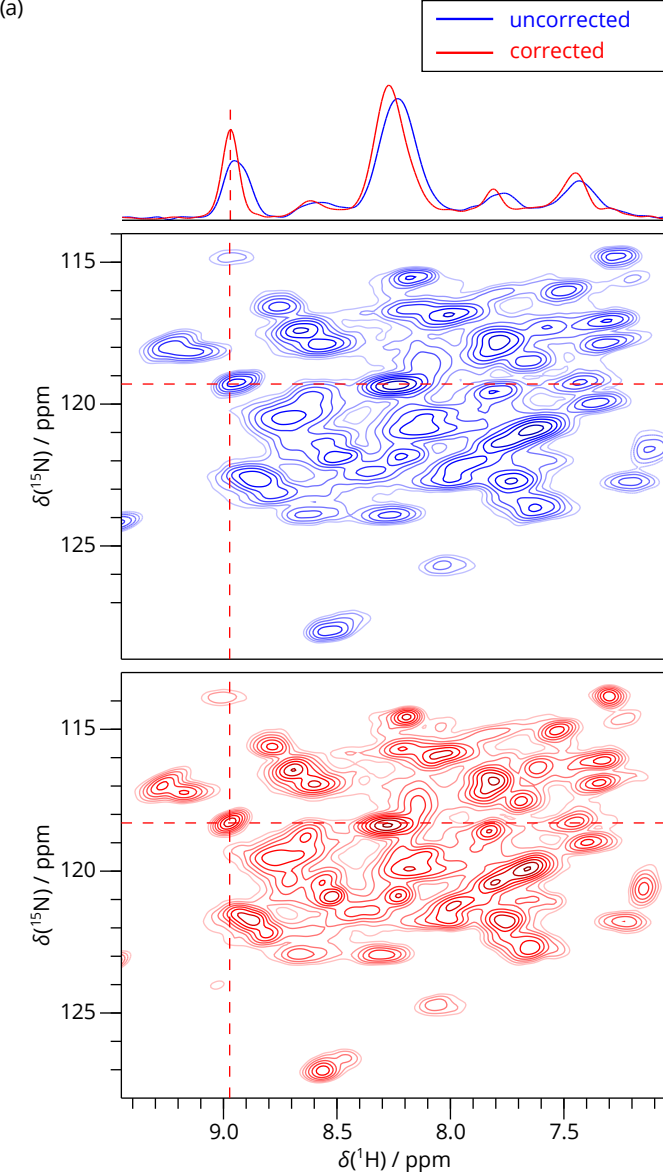 (a)
uncorrected
corrected
115
120
125
δ(¹⁵N) / ppm
115
120
125
δ(¹⁵N) / ppm
9.0 8.5 8.0 7.5
δ(¹H) / ppm